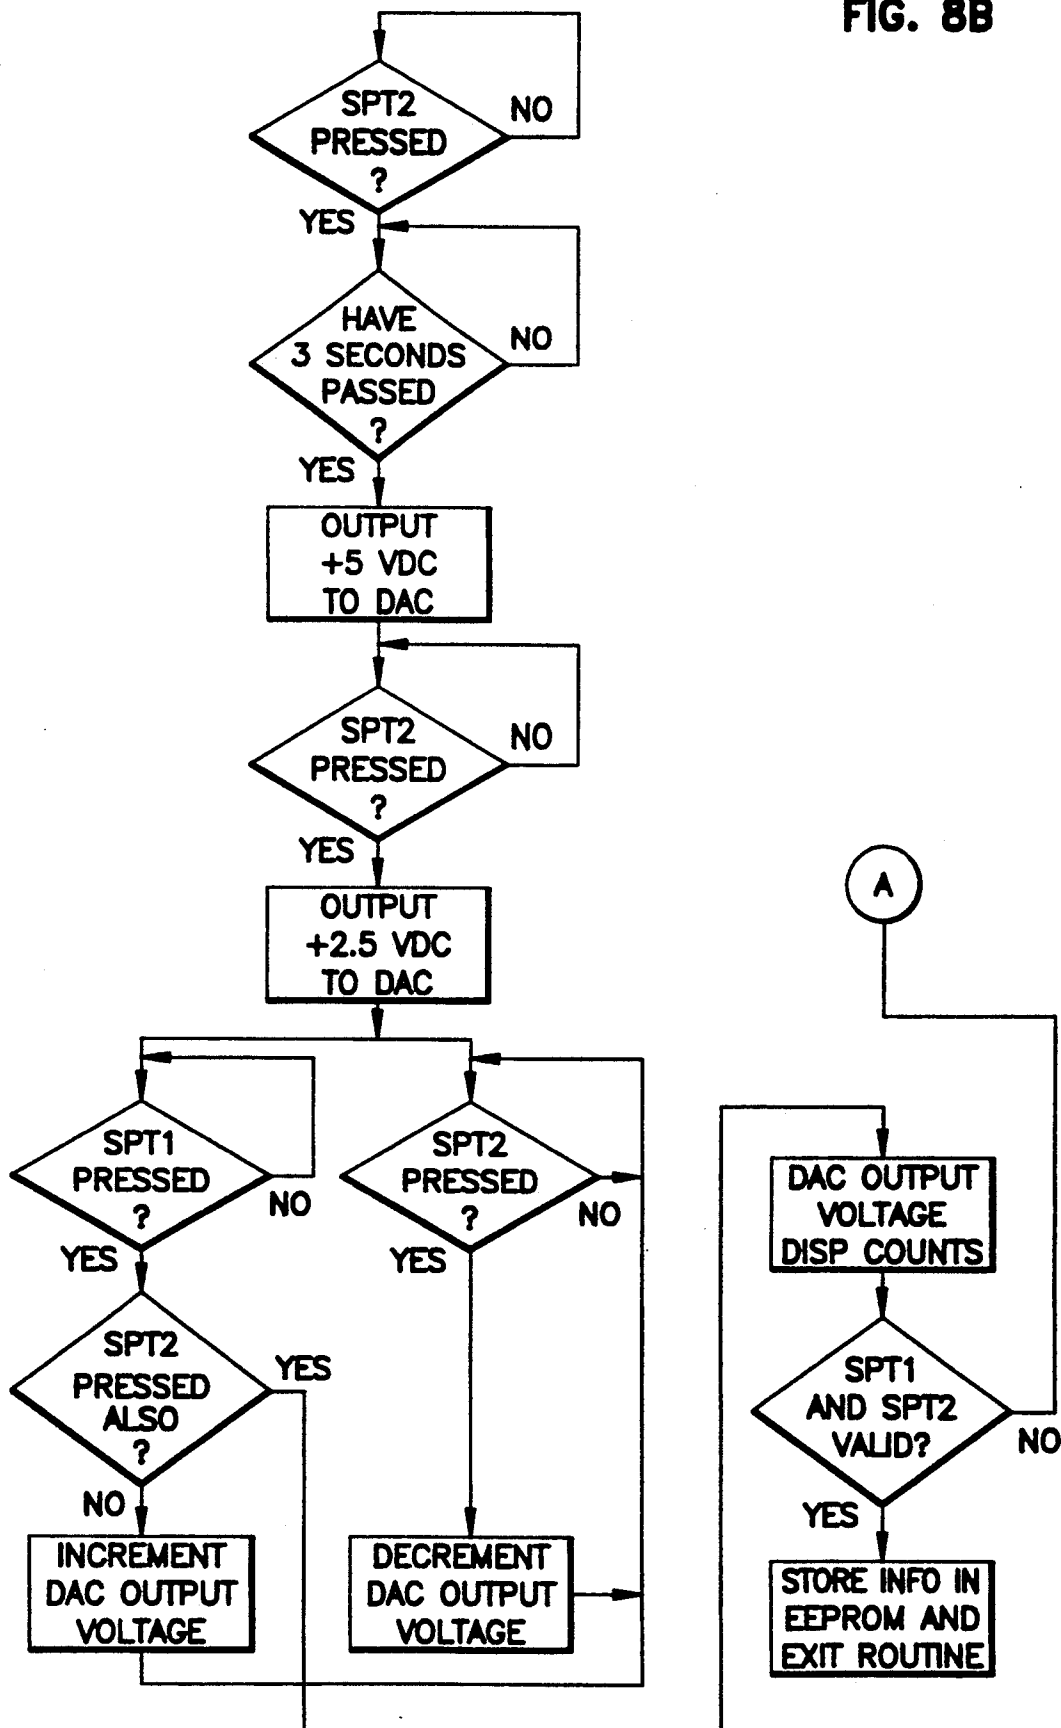 FIG. 8B
SPT2
PRESSED
?
NO
YES
HAVE
3 SECONDS
PASSED
?
NO
YES
OUTPUT
+5 VDC
TO DAC
SPT2
PRESSED
?
NO
YES
OUTPUT
+2.5 VDC
TO DAC
SPT1
PRESSED
?
NO
YES
SPT2
PRESSED
?
NO
YES
SPT2
PRESSED
ALSO
?
YES
NO
INCREMENT
DAC OUTPUT
VOLTAGE
DECREMENT
DAC OUTPUT
VOLTAGE
A
DAC OUTPUT
VOLTAGE
DISP COUNTS
SPT1
AND SPT2
VALID?
NO
YES
STORE INFO IN
EEPROM AND
EXIT ROUTINE